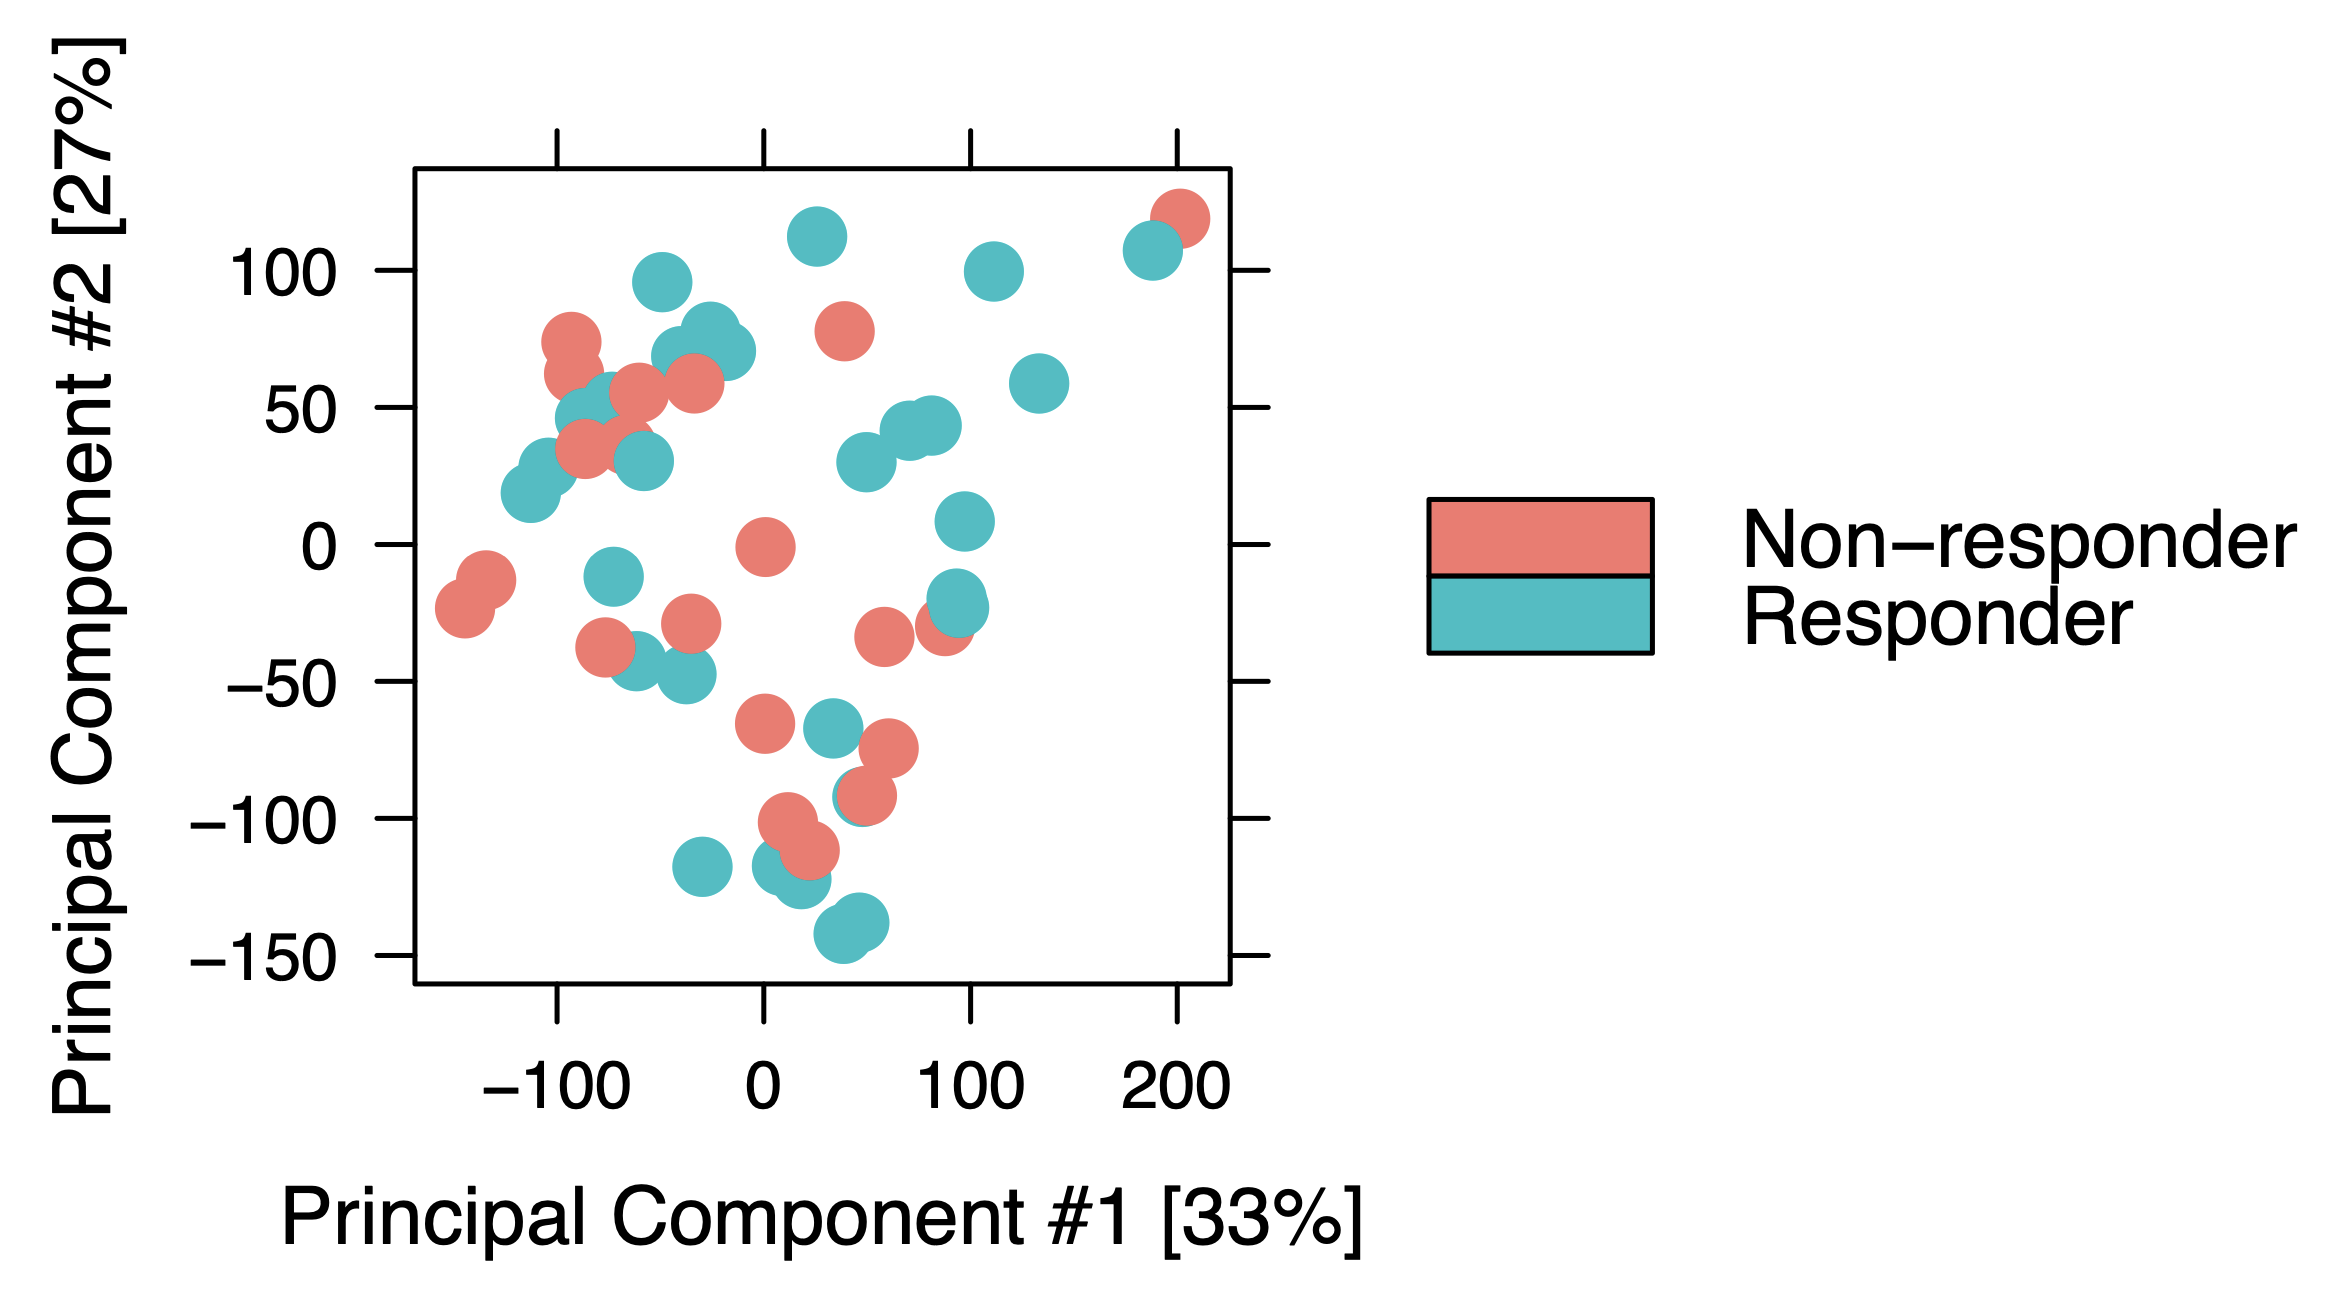 Principal Component #2 [27%]
100
50
0
−50
−100
−150
−100 0 100 200
Principal Component #1 [33%]
Non−responder
Responder